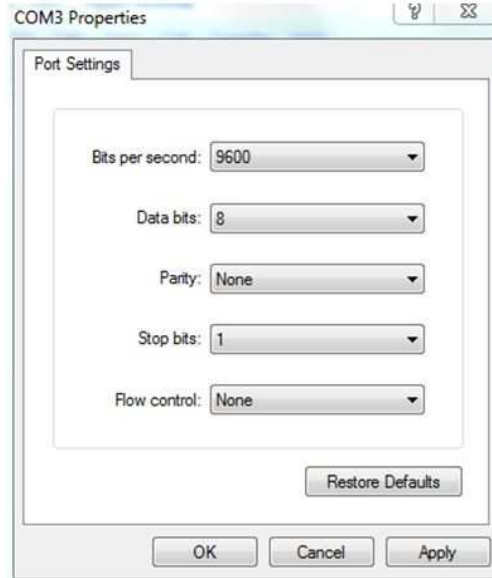 COM3 Properties
Port Settings
Bits per second: 9600
Data bits: 8
Parity: None
Stop bits: 1
Flow control: None
Restore Defaults
OK Cancel Apply